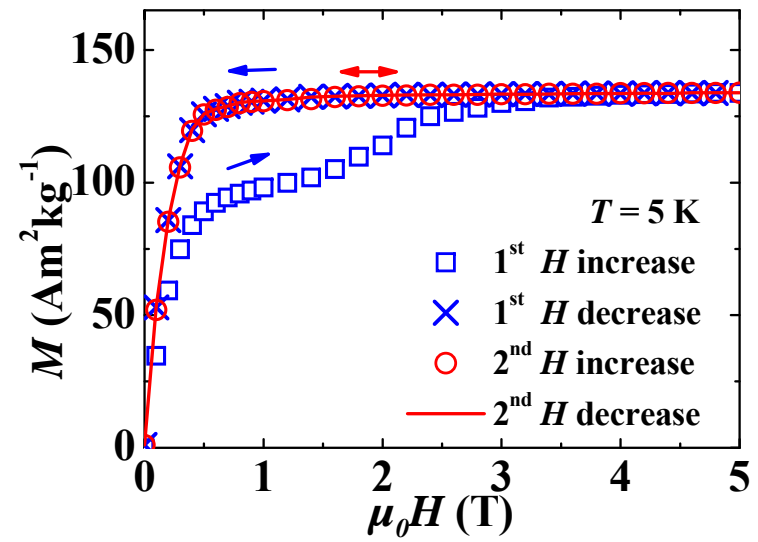 150
100
50
0
M (Am²kg⁻¹)
T = 5 K
1ˢᵗ H increase
1ˢᵗ H decrease
2ⁿᵈ H increase
2ⁿᵈ H decrease
0 1 2 3 4 5
μ₀H (T)